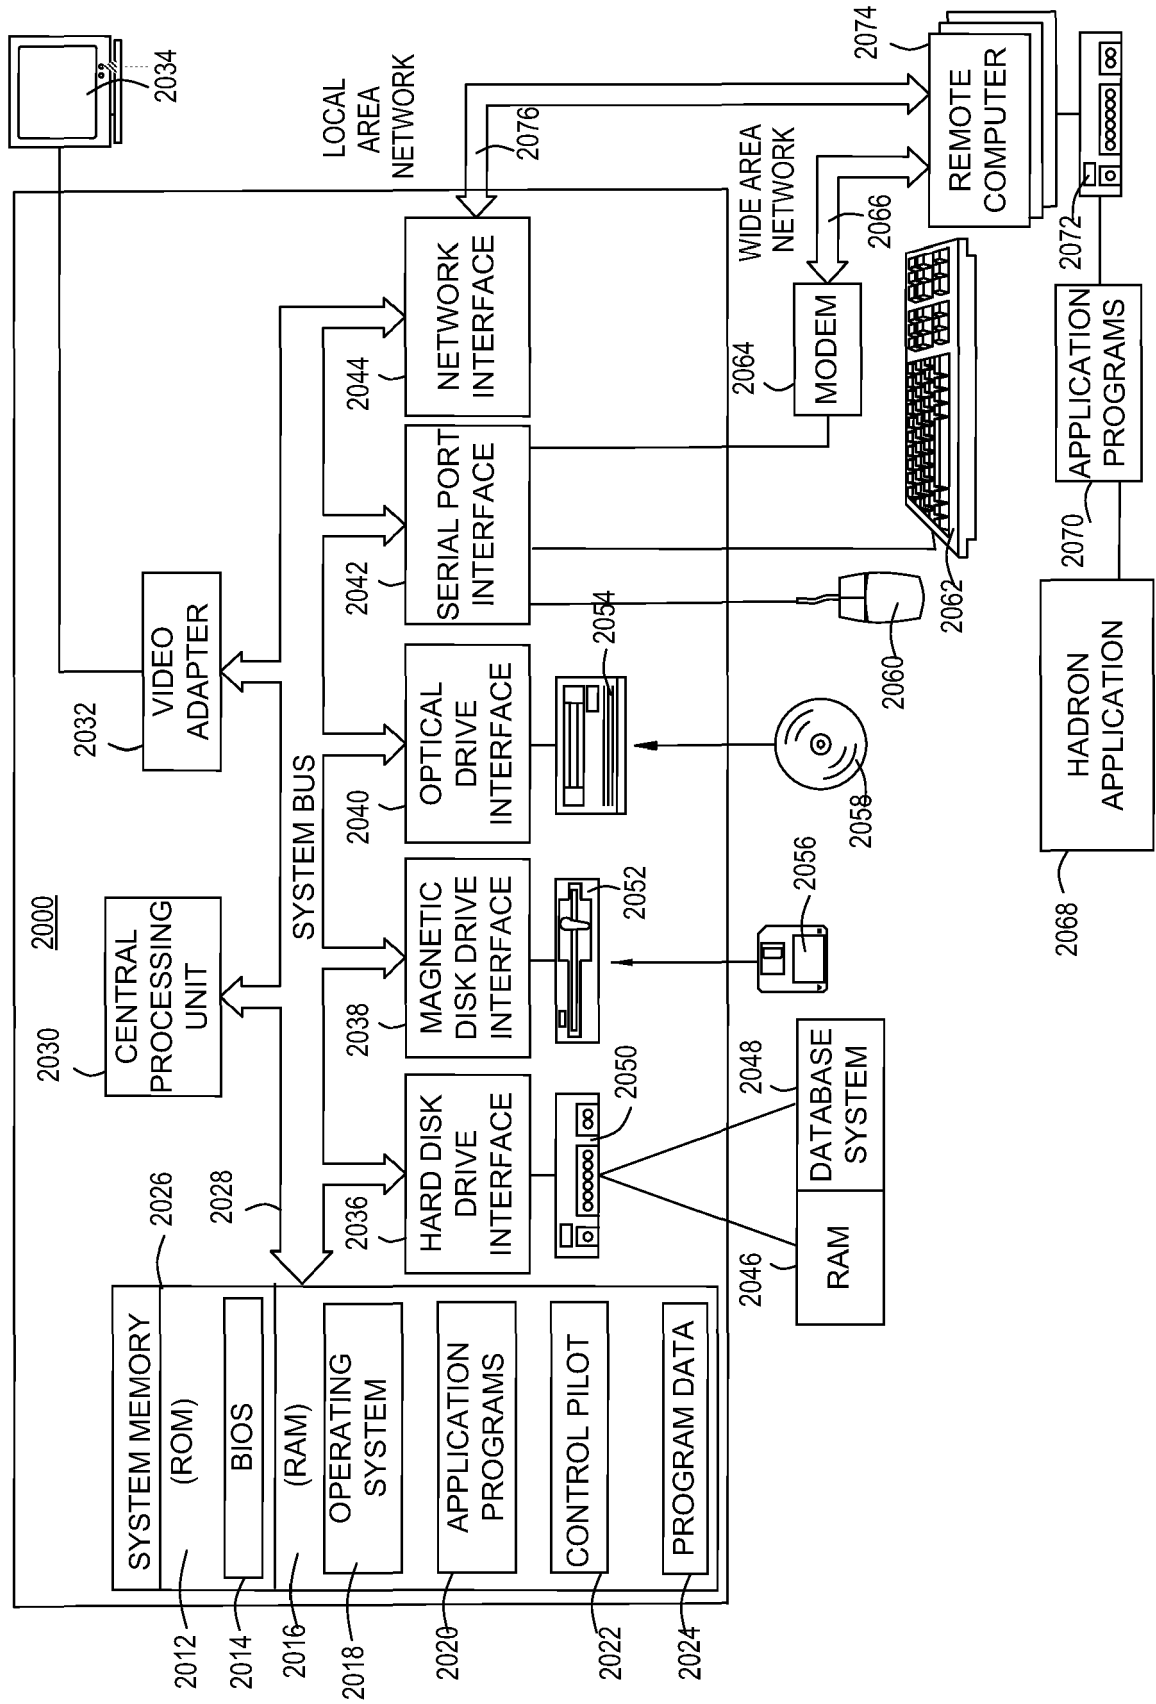 2000
2034
2032
VIDEO
ADAPTER
2030
CENTRAL
PROCESSING
UNIT
2028
SYSTEM BUS
2026
SYSTEM MEMORY
2012
(ROM)
2014
BIOS
2016
(RAM)
2018
OPERATING
SYSTEM
2020
APPLICATION
PROGRAMS
2022
CONTROL PILOT
2024
PROGRAM DATA
2036
HARD DISK
DRIVE
INTERFACE
2038
MAGNETIC
DISK DRIVE
INTERFACE
2040
OPTICAL
DRIVE
INTERFACE
2042
SERIAL PORT
INTERFACE
2044
NETWORK
INTERFACE
LOCAL
AREA
NETWORK
2076
2050
2052
2054
2046
RAM
2048
DATABASE
SYSTEM
2056
2058
2060
2062
2064
MODEM
WIDE AREA
NETWORK
2066
2074
REMOTE
COMPUTER
2072
2070
APPLICATION
PROGRAMS
2068
HADRON
APPLICATION